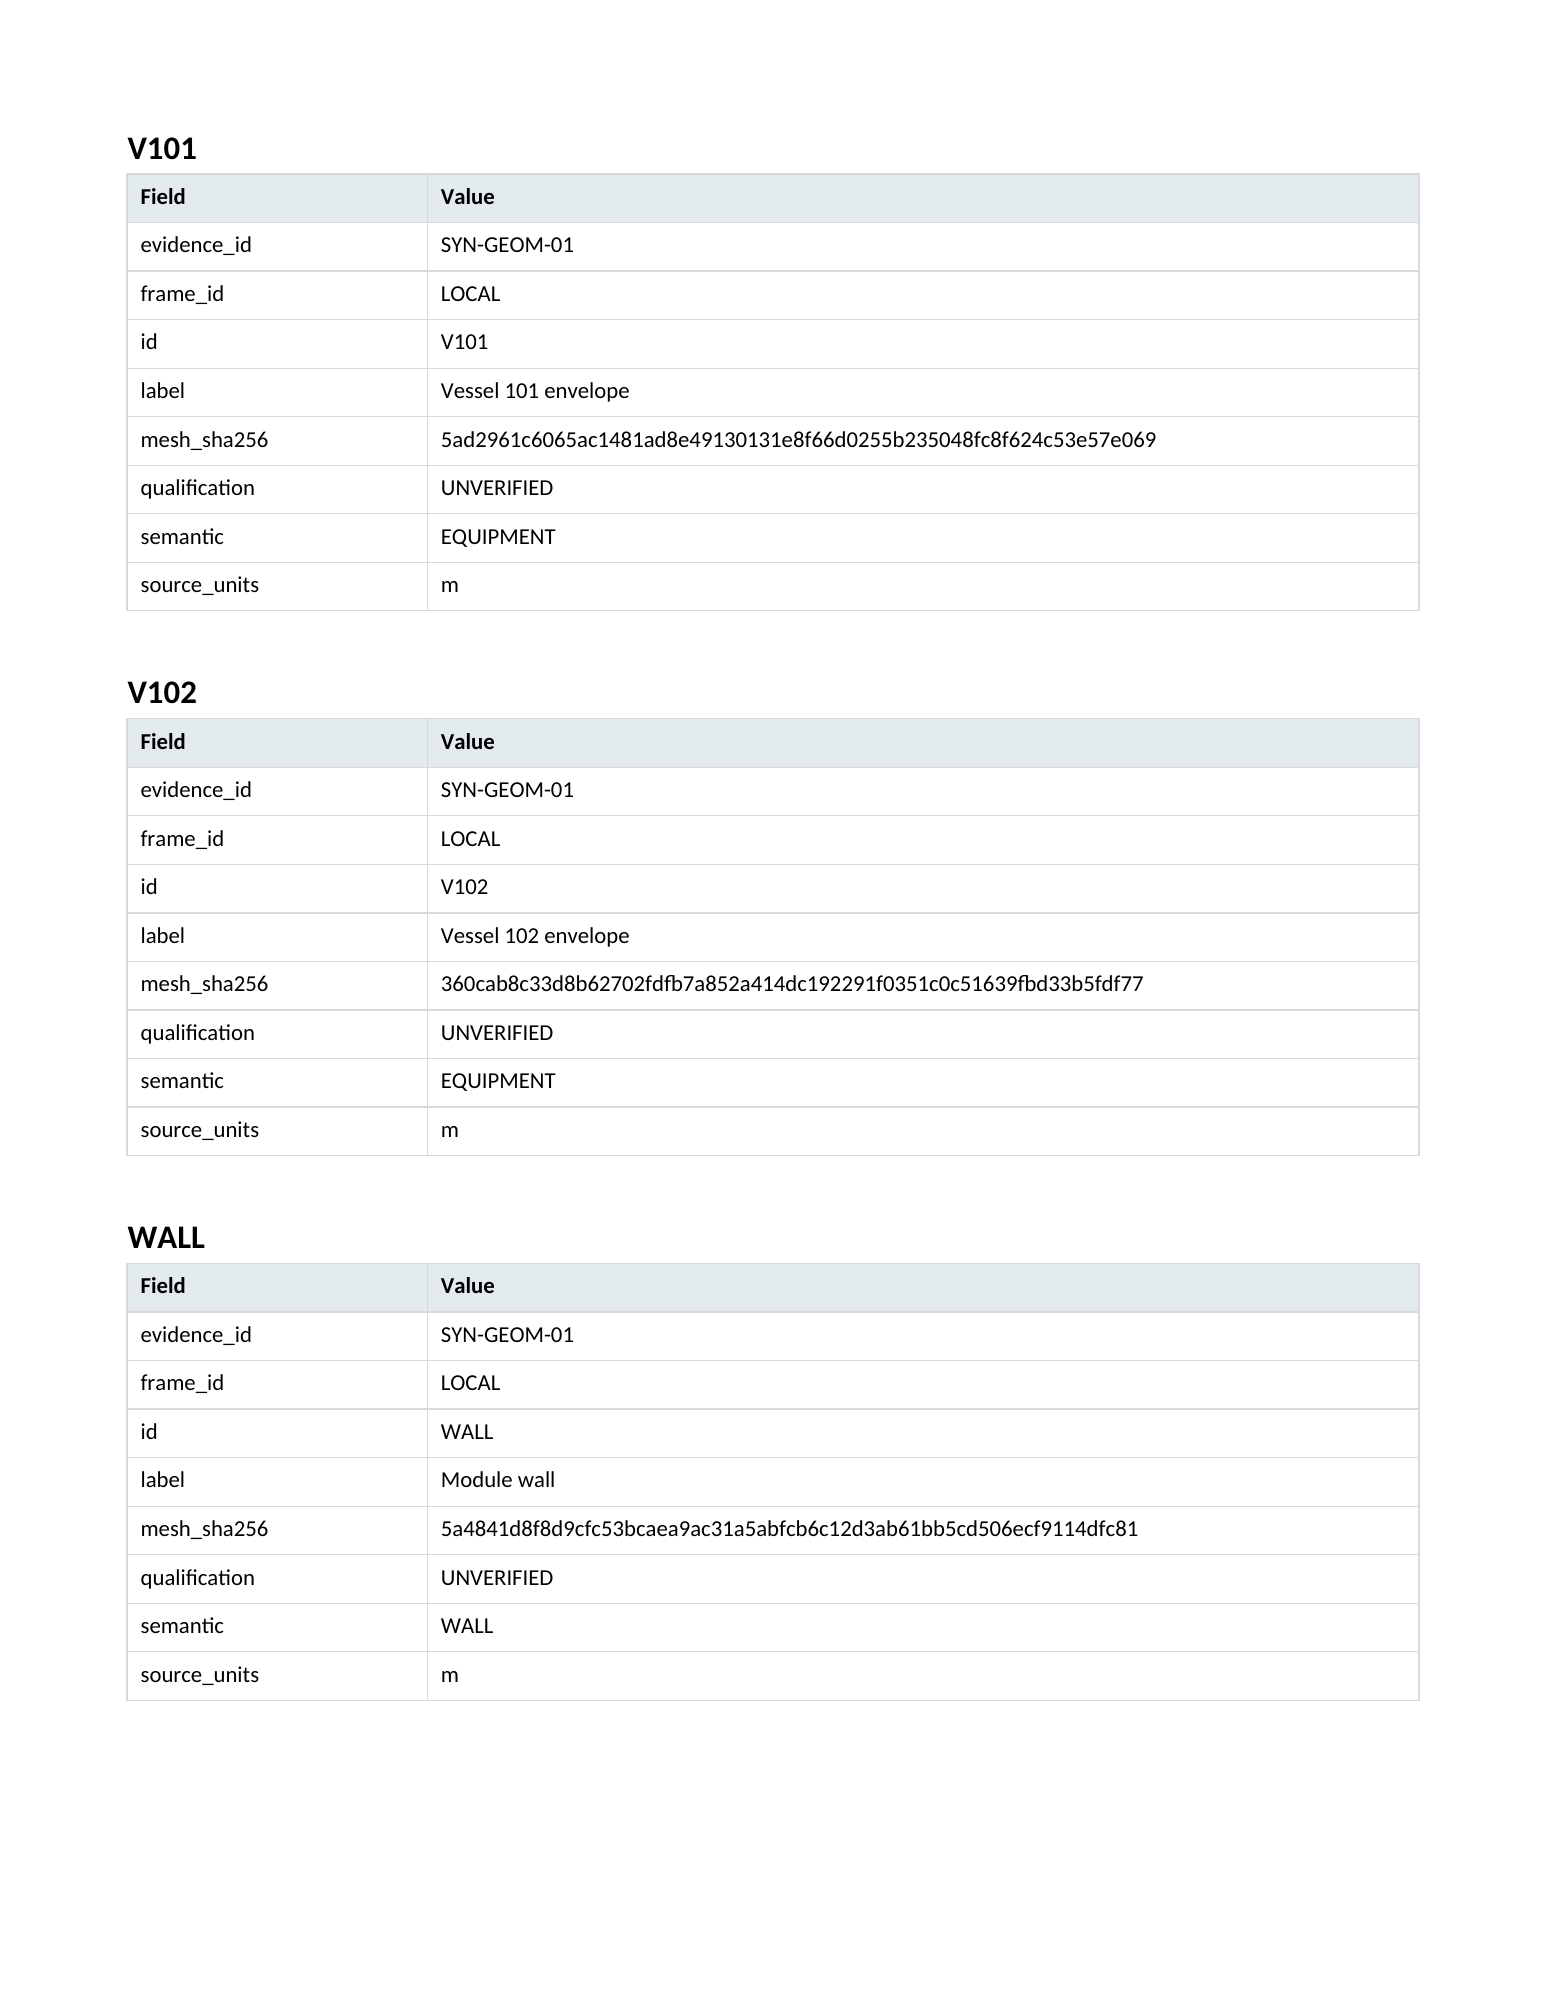 V101
Field Value
evidence_id SYN-GEOM-01
frame_id LOCAL
id V101
label Vessel 101 envelope
mesh_sha256 5ad2961c6065ac1481ad8e49130131e8f66d0255b235048fc8f624c53e57e069
qualification UNVERIFIED
semantic EQUIPMENT
source_units m
V102
Field Value
evidence_id SYN-GEOM-01
frame_id LOCAL
id V102
label Vessel 102 envelope
mesh_sha256 360cab8c33d8b62702fdfb7a852a414dc192291f0351c0c51639fbd33b5fdf77
qualification UNVERIFIED
semantic EQUIPMENT
source_units m
WALL
Field Value
evidence_id SYN-GEOM-01
frame_id LOCAL
id WALL
label Module wall
mesh_sha256 5a4841d8f8d9cfc53bcaea9ac31a5abfcb6c12d3ab61bb5cd506ecf9114dfc81
qualification UNVERIFIED
semantic WALL
source_units m